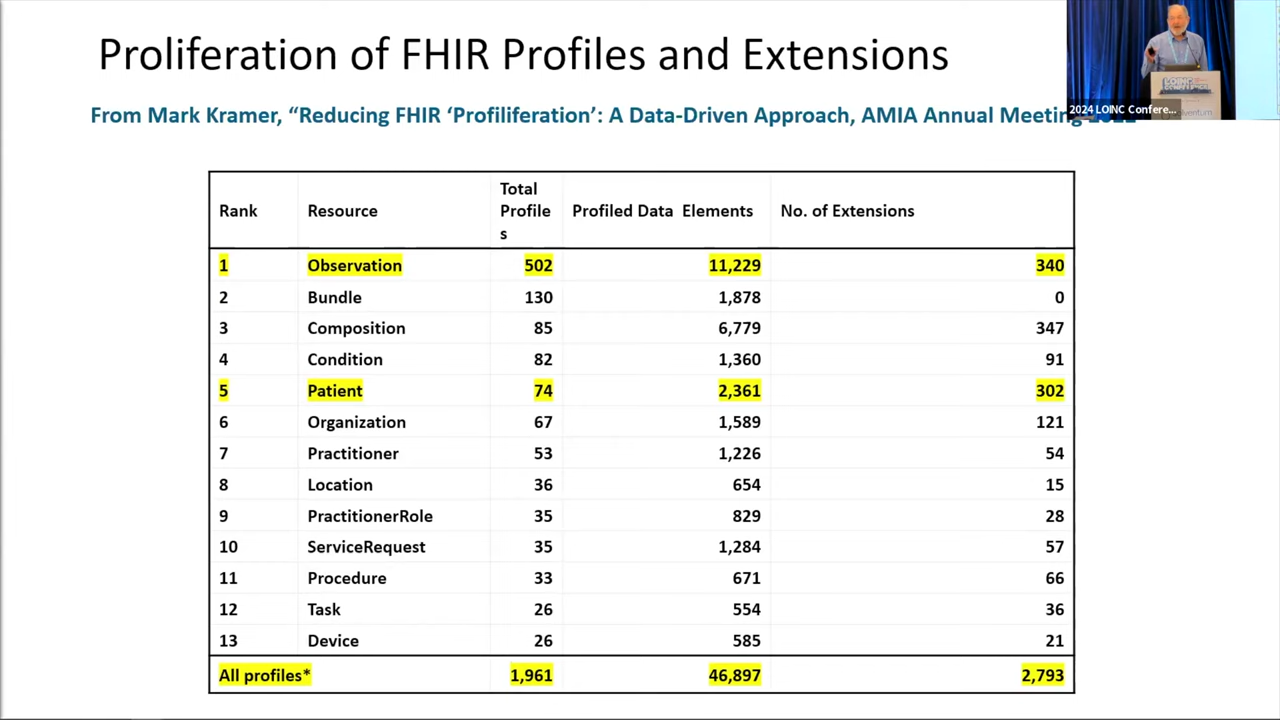 Proliferation of FHIR Profiles and Extensions
2024 LOINC Confere...
From Mark Kramer, “Reducing FHIR ‘Profiliferation’: A Data-Driven Approach, AMIA Annual Meeting
Rank Resource Total Profile s Profiled Data Elements No. of Extensions
1 Observation 502 11,229 340
2 Bundle 130 1,878 0
3 Composition 85 6,779 347
4 Condition 82 1,360 91
5 Patient 74 2,361 302
6 Organization 67 1,589 121
7 Practitioner 53 1,226 54
8 Location 36 654 15
9 PractitionerRole 35 829 28
10 ServiceRequest 35 1,284 57
11 Procedure 33 671 66
12 Task 26 554 36
13 Device 26 585 21
All profiles* 1,961 46,897 2,793